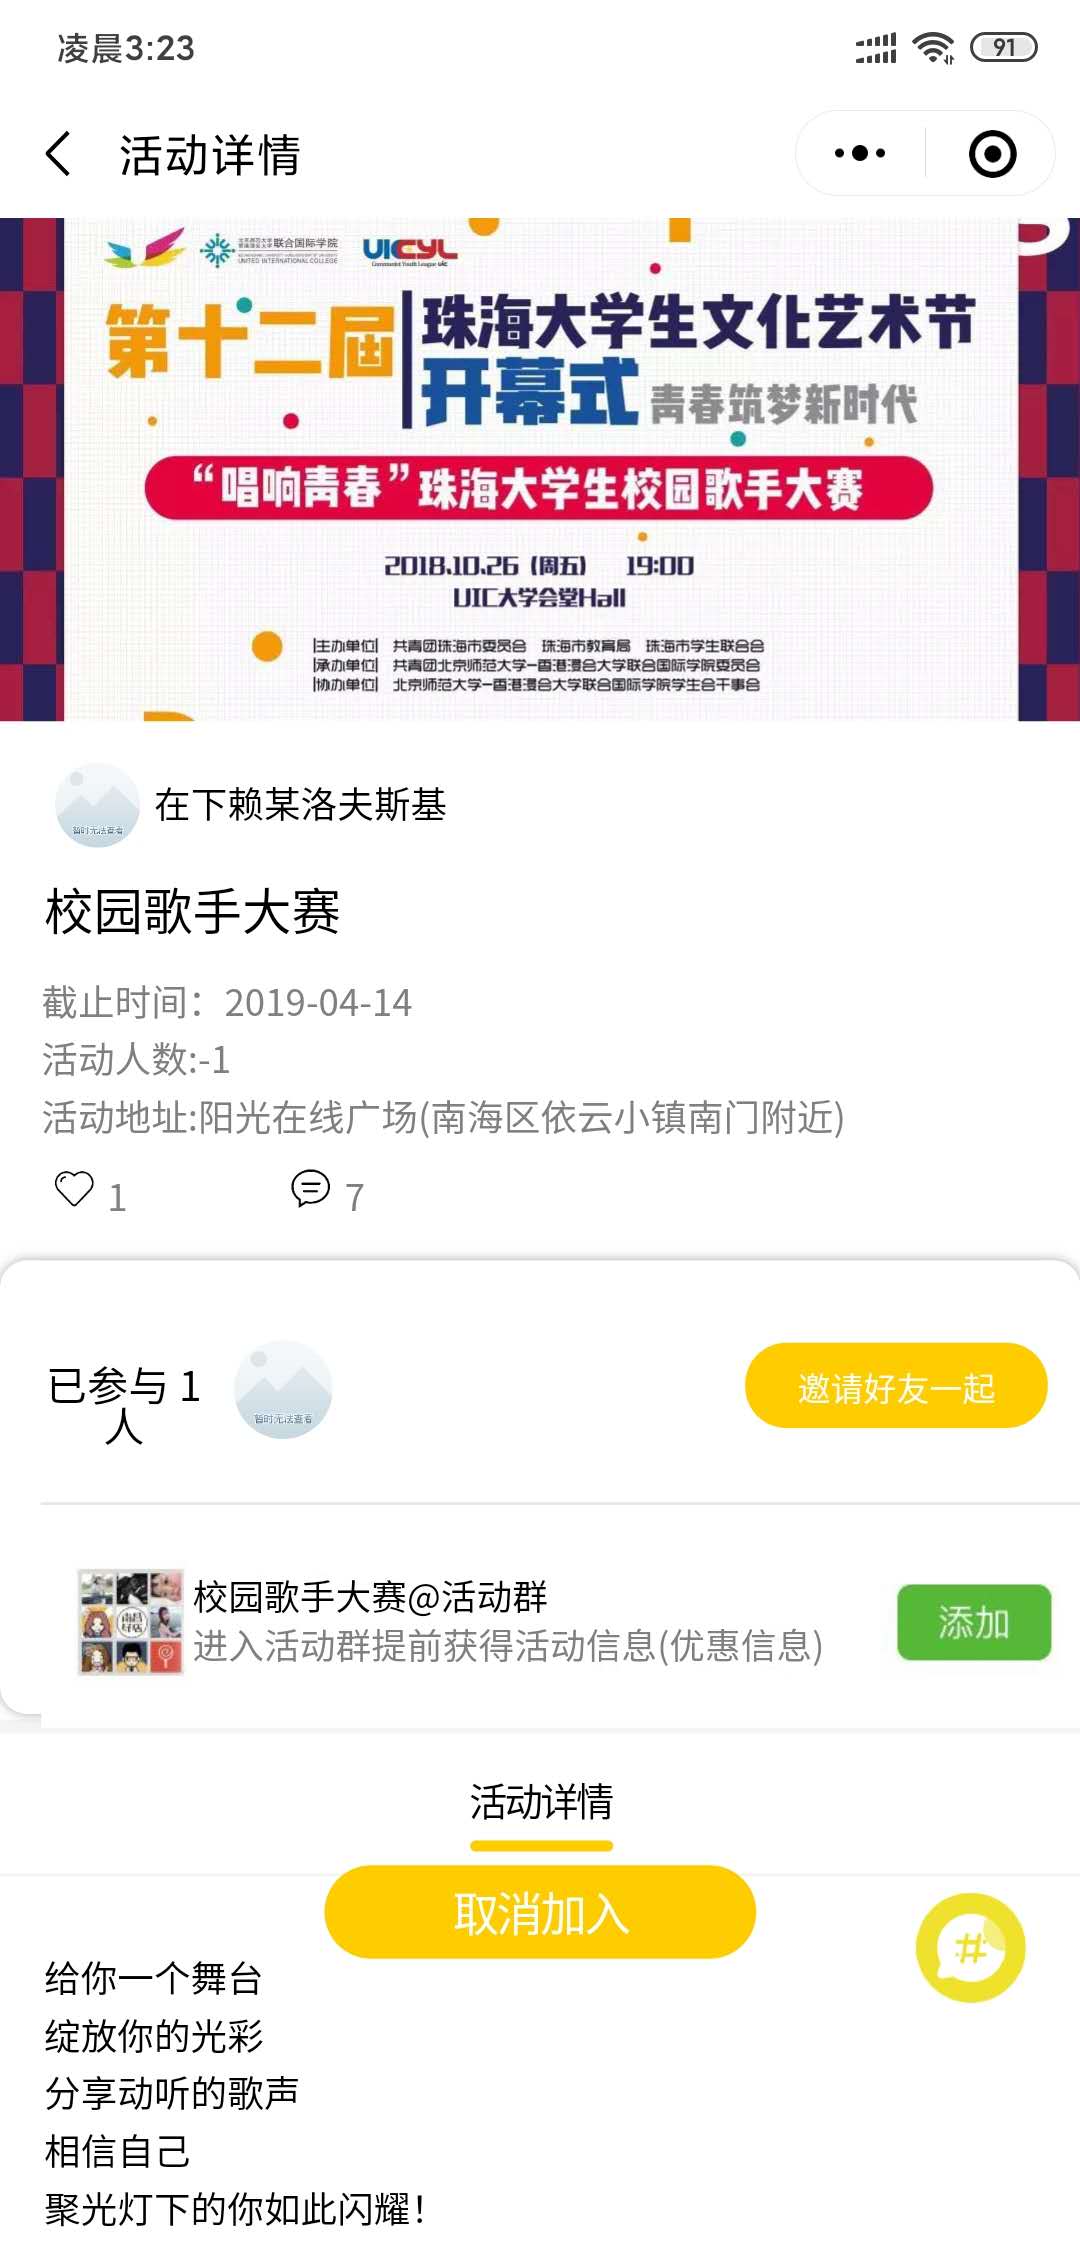 凌晨3:23
91
活动详情
联合国际学院
UNITED INTERNATIONAL COLLEGE
UICCYL
Communist Youth League UIC
第十二届
珠海大学生文化艺术节
开幕式 青春筑梦新时代
“唱响青春”珠海大学生校园歌手大赛
2018.10.26 (周五) 19:00
UIC大学会堂Hall
|主办单位| 共青团珠海市委员会 珠海市教育局 珠海市学生联合会
|承办单位| 共青团北京师范大学-香港浸会大学联合国际学院委员会
|协办单位| 北京师范大学-香港浸会大学联合国际学院学生会干事会
暂时无法查看
在下赖某洛夫斯基
校园歌手大赛
截止时间：2019-04-14
活动人数:-1
活动地址:阳光在线广场(南海区依云小镇南门附近)
1
7
已参与 1
人
暂时无法查看
邀请好友一起
校园歌手大赛@活动群
进入活动群提前获得活动信息(优惠信息)
添加
活动详情
取消加入
给你一个舞台
绽放你的光彩
分享动听的歌声
相信自己
聚光灯下的你如此闪耀！